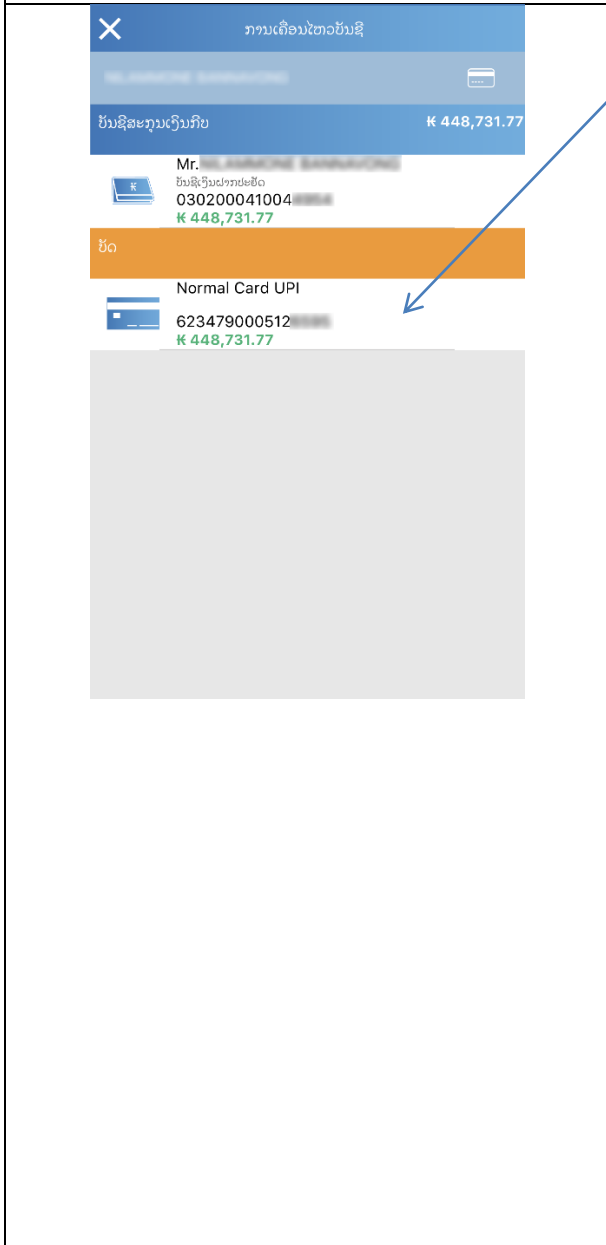 ການເຄື່ອນໄຫວບັນຊີ
ບັນຊີສະກຸນເງິນກີບ ₭ 448,731.77
Mr.
ບັນຊີເງິນຝາກປະຢັດ
030200041004
₭ 448,731.77
ບັດ
Normal Card UPI
623479000512
₭ 448,731.77